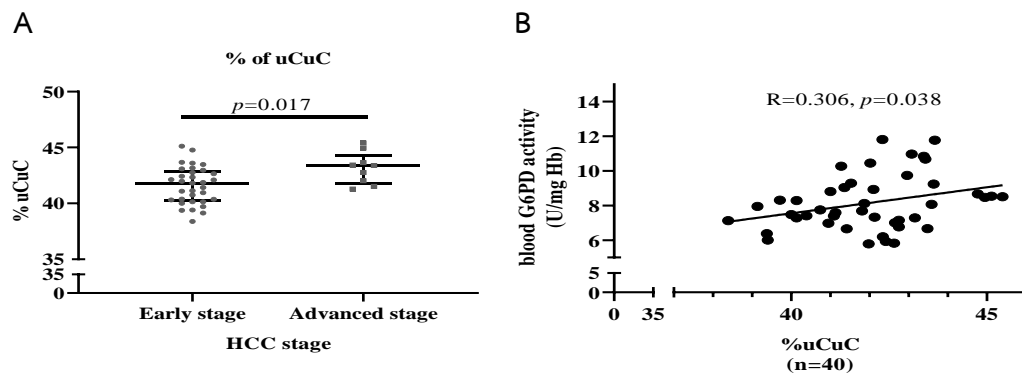 A
% of uCuC
p=0.017
% uCuC
50
45
40
35
35
0
Early stage
Advanced stage
HCC stage
B
R=0.306, p=0.038
blood G6PD activity
(U/mg Hb)
14
12
10
8
6
5
0
0
35
40
45
%uCuC
(n=40)